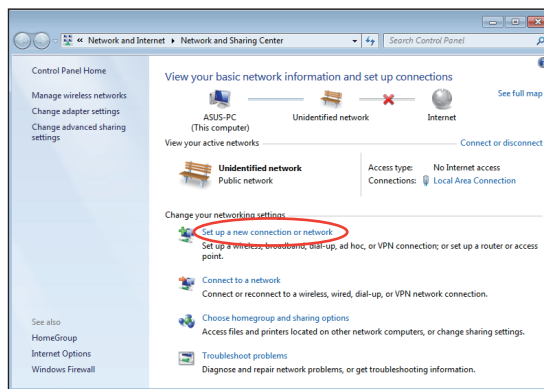 « Network and Internet ▸ Network and Sharing Center
Search Control Panel
Control Panel Home
Manage wireless networks
Change adapter settings
Change advanced sharing
settings
See also
HomeGroup
Internet Options
Windows Firewall
View your basic network information and set up connections
See full map
ASUS-PC
(This computer)
Unidentified network
Internet
View your active networks
Connect or disconnect
Unidentified network
Public network
Access type: No Internet access
Connections: Local Area Connection
Change your networking settings
Set up a new connection or network
Set up a wireless, broadband, dial-up, ad hoc, or VPN connection; or set up a router or access
point.
Connect to a network
Connect or reconnect to a wireless, wired, dial-up, or VPN network connection.
Choose homegroup and sharing options
Access files and printers located on other network computers, or change sharing settings.
Troubleshoot problems
Diagnose and repair network problems, or get troubleshooting information.